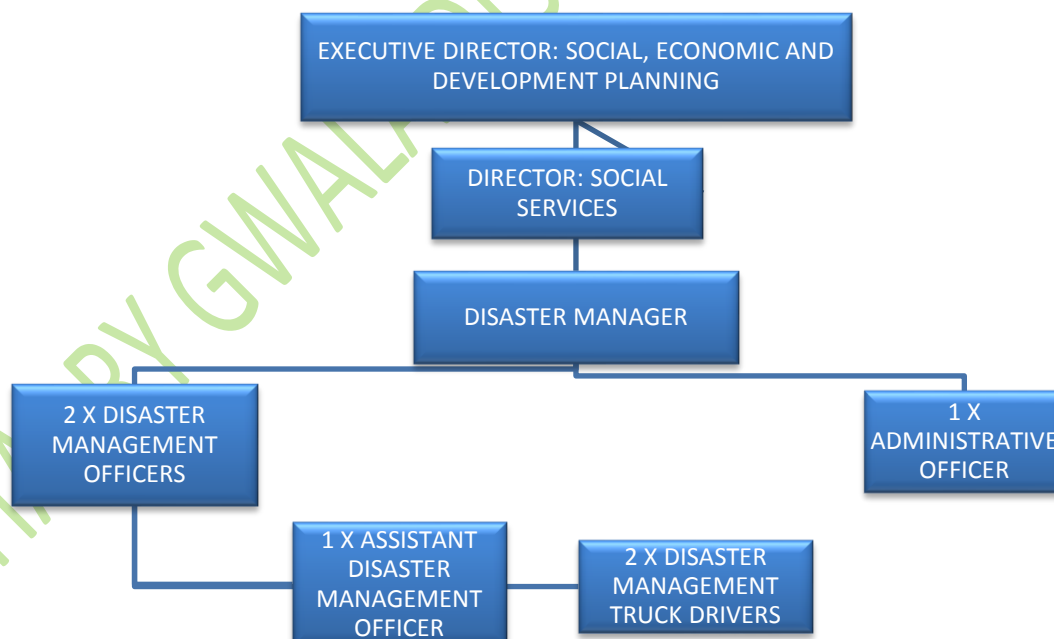 EXECUTIVE DIRECTOR: SOCIAL, ECONOMIC AND
DEVELOPMENT PLANNING
DIRECTOR: SOCIAL
SERVICES
DISASTER MANAGER
2 X DISASTER
MANAGEMENT
OFFICERS
1 X
ADMINISTRATIVE
OFFICER
1 X ASSISTANT
DISASTER
MANAGEMENT
OFFICER
2 X DISASTER
MANAGEMENT
TRUCK DRIVERS